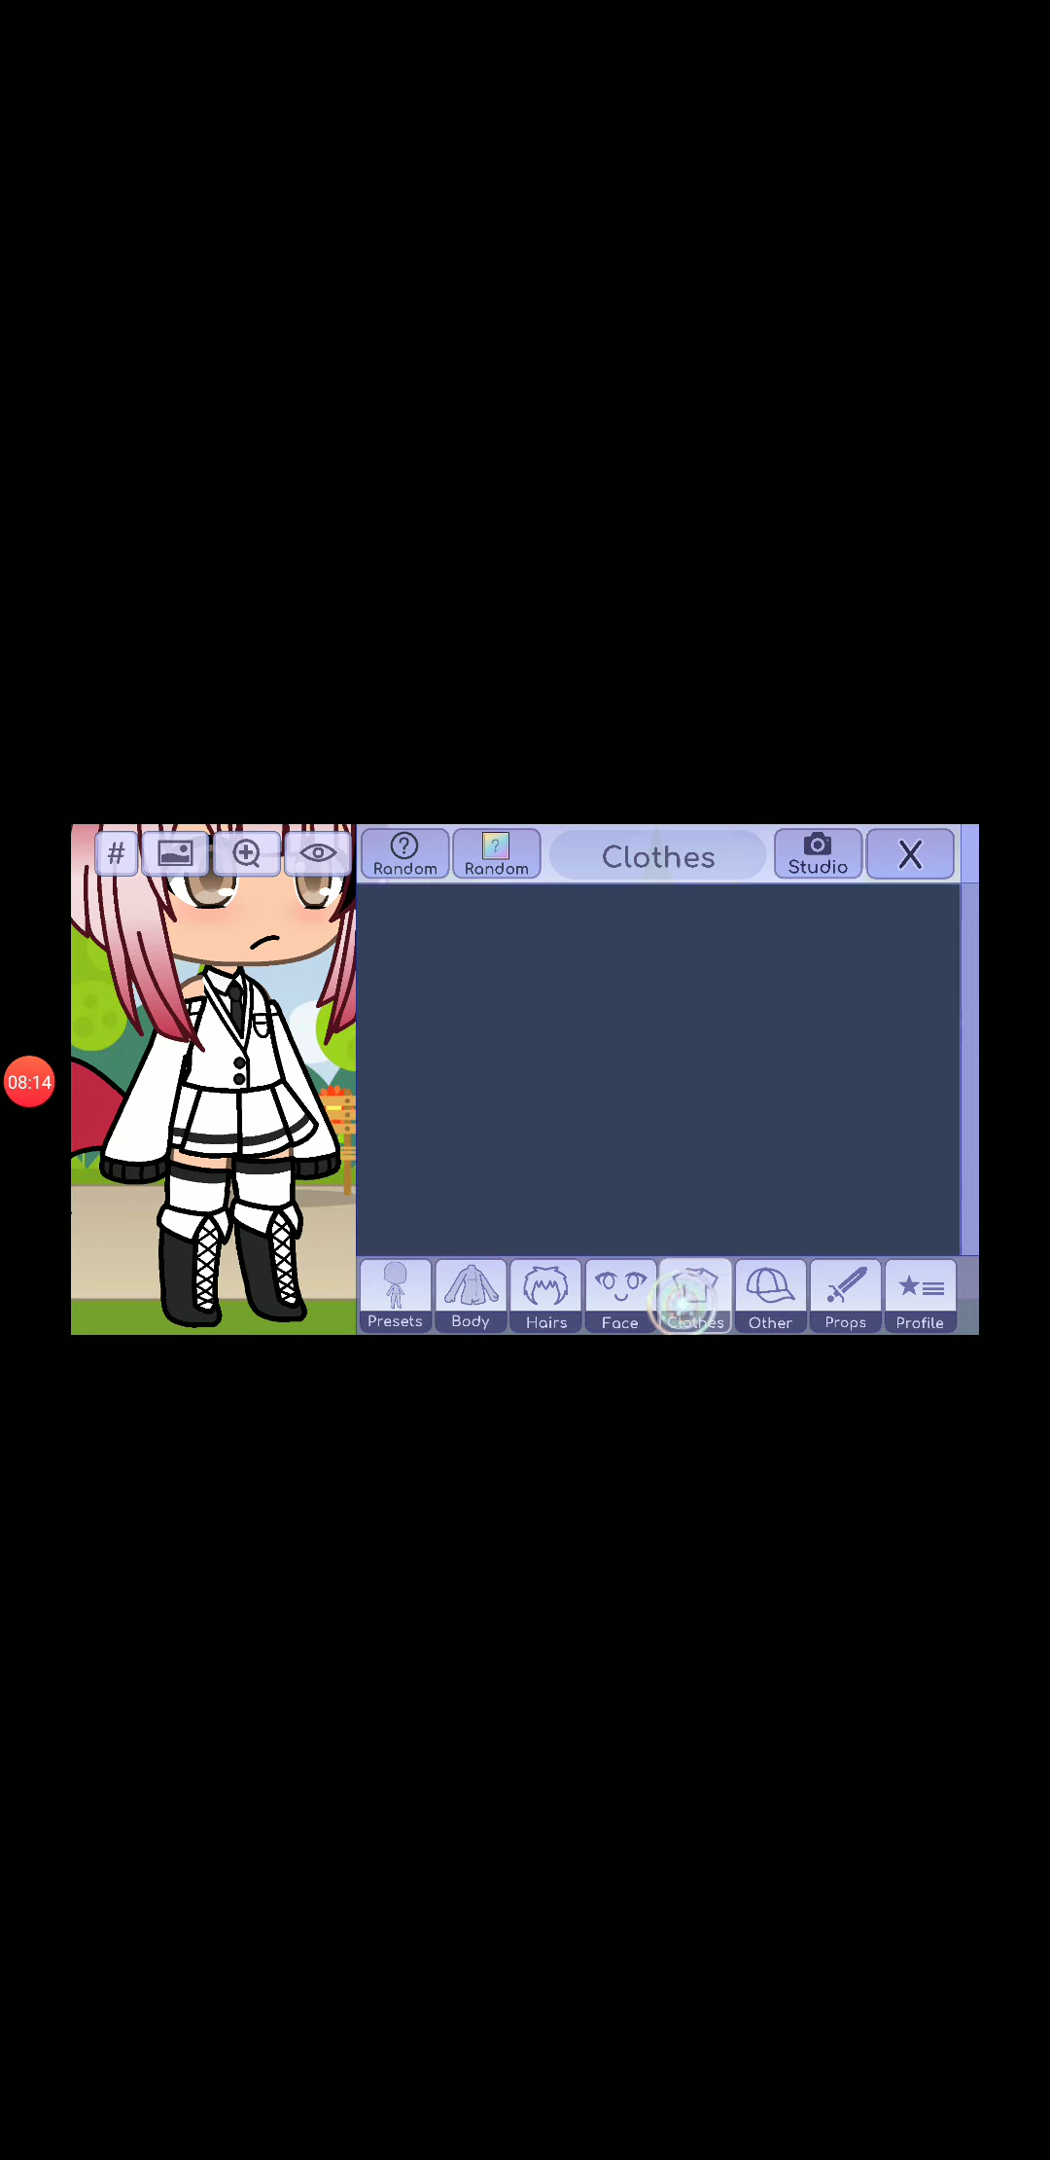 #
? Random
? Random
Clothes
Studio
X
08:14
Presets
Body
Hairs
Face
Clothes
Other
Props
Profile